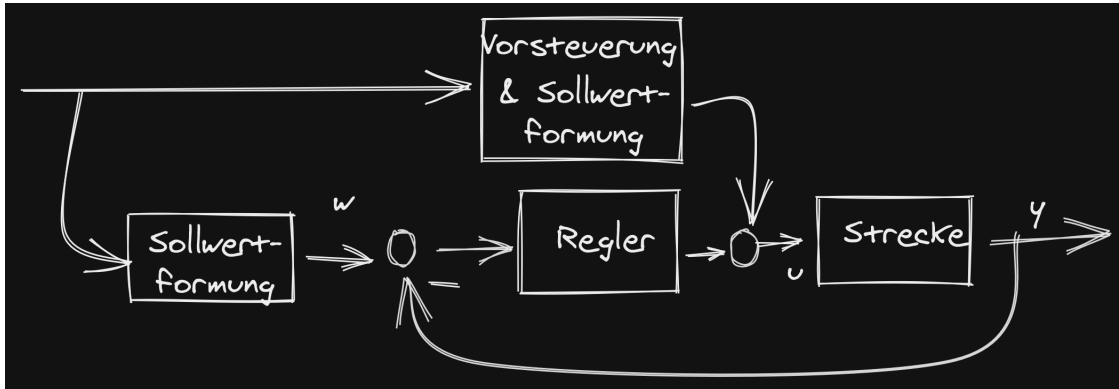 Vorsteuerung
& Sollwert-
formung
w
Sollwert-
formung
Regler
u
Strecke
y